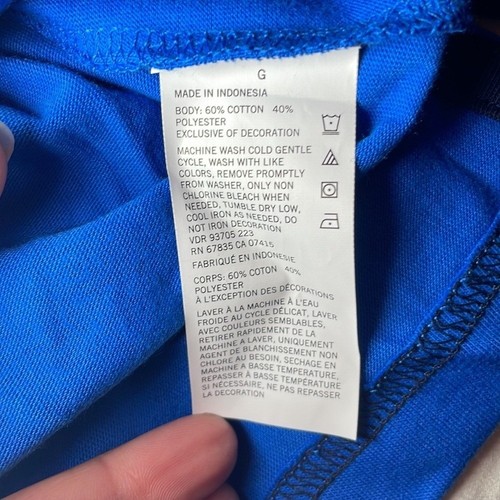 G
MADE IN INDONESIA
BODY: 60% COTTON 40%
POLYESTER
EXCLUSIVE OF DECORATION
MACHINE WASH COLD GENTLE
CYCLE, WASH WITH LIKE
COLORS, REMOVE PROMPTLY
FROM WASHER, ONLY NON
CHLORINE BLEACH WHEN
NEEDED, TUMBLE DRY LOW,
COOL IRON AS NEEDED, DO
NOT IRON DECORATION
VDR 93705 223
RN 67835 CA 07415
FABRIQUÉ EN INDONESIE
CORPS: 60% COTON 40%
POLYESTER
À L'EXCEPTION DES DÉCORATIONS
LAVER À LA MACHINE À L'EAU
FROIDE AU CYCLE DÉLICAT, LAVER
AVEC COULEURS SEMBLABLES,
RETIRER RAPIDEMENT DE LA
MACHINE A LAVER, UNIQUEMENT
AGENT DE BLANCHISSEMENT NON
CHLORE AU BESOIN, SECHAGE EN
MACHINE A BASSE TEMPERATURE,
REPASSER À BASSE TEMPÉRATURE
SI NÉCESSAIRE, NE PAS REPASSER
LA DECORATION